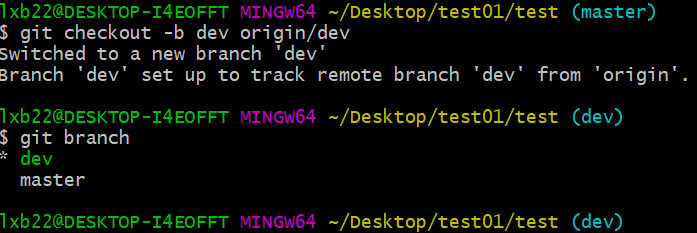 lxb22@DESKTOP-I4EOFFT MINGW64 ~/Desktop/test01/test (master)
$ git checkout -b dev origin/dev
Switched to a new branch 'dev'
Branch 'dev' set up to track remote branch 'dev' from 'origin'.
lxb22@DESKTOP-I4EOFFT MINGW64 ~/Desktop/test01/test (dev)
$ git branch
* dev
master
lxb22@DESKTOP-I4EOFFT MINGW64 ~/Desktop/test01/test (dev)